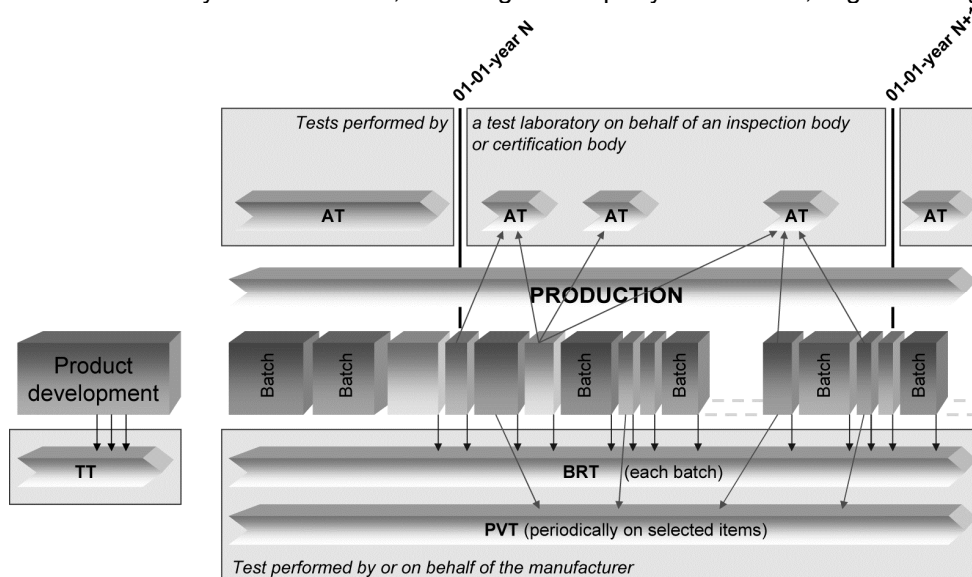 01-01-year N
01-01-year N+
Tests performed by
a test laboratory on behalf of an inspection body
or certification body
AT
AT
AT
AT
AT
PRODUCTION
Product
development
Batch
Batch
Batch
Batch
Batch
TT
BRT (each batch)
PVT (periodically on selected items)
Test performed by or on behalf of the manufacturer